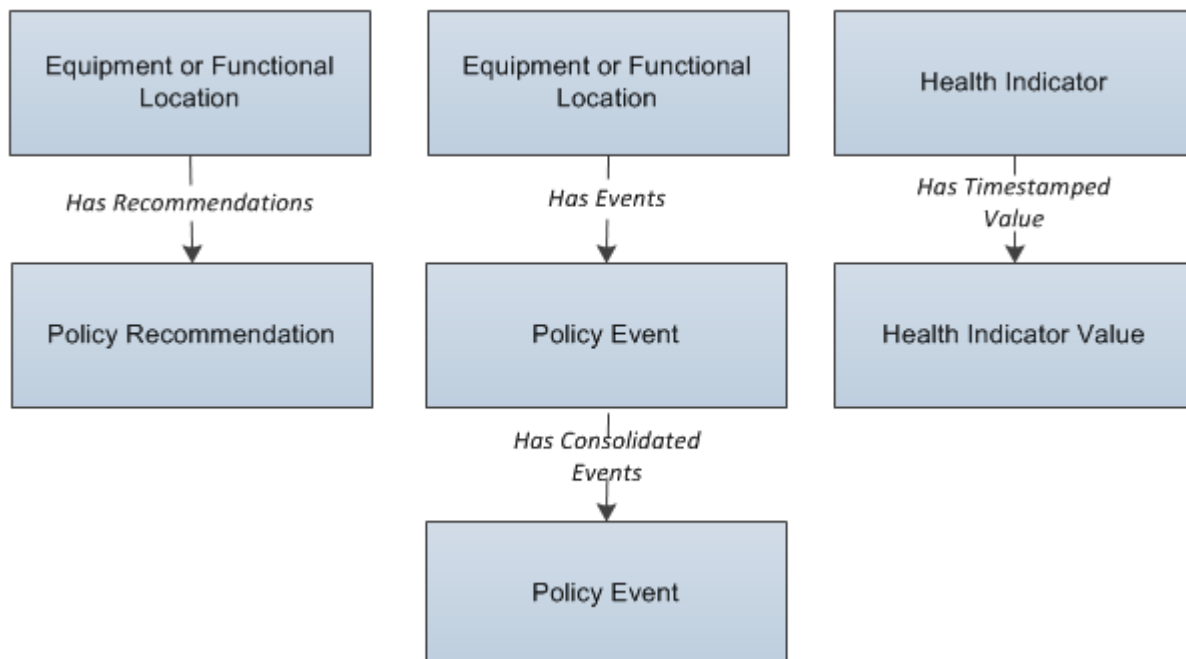 Equipment or Functional
Location
Equipment or Functional
Location
Health Indicator
Has Recommendations
Has Events
Has Timestamped
Value
Policy Recommendation
Policy Event
Health Indicator Value
Has Consolidated
Events
Policy Event